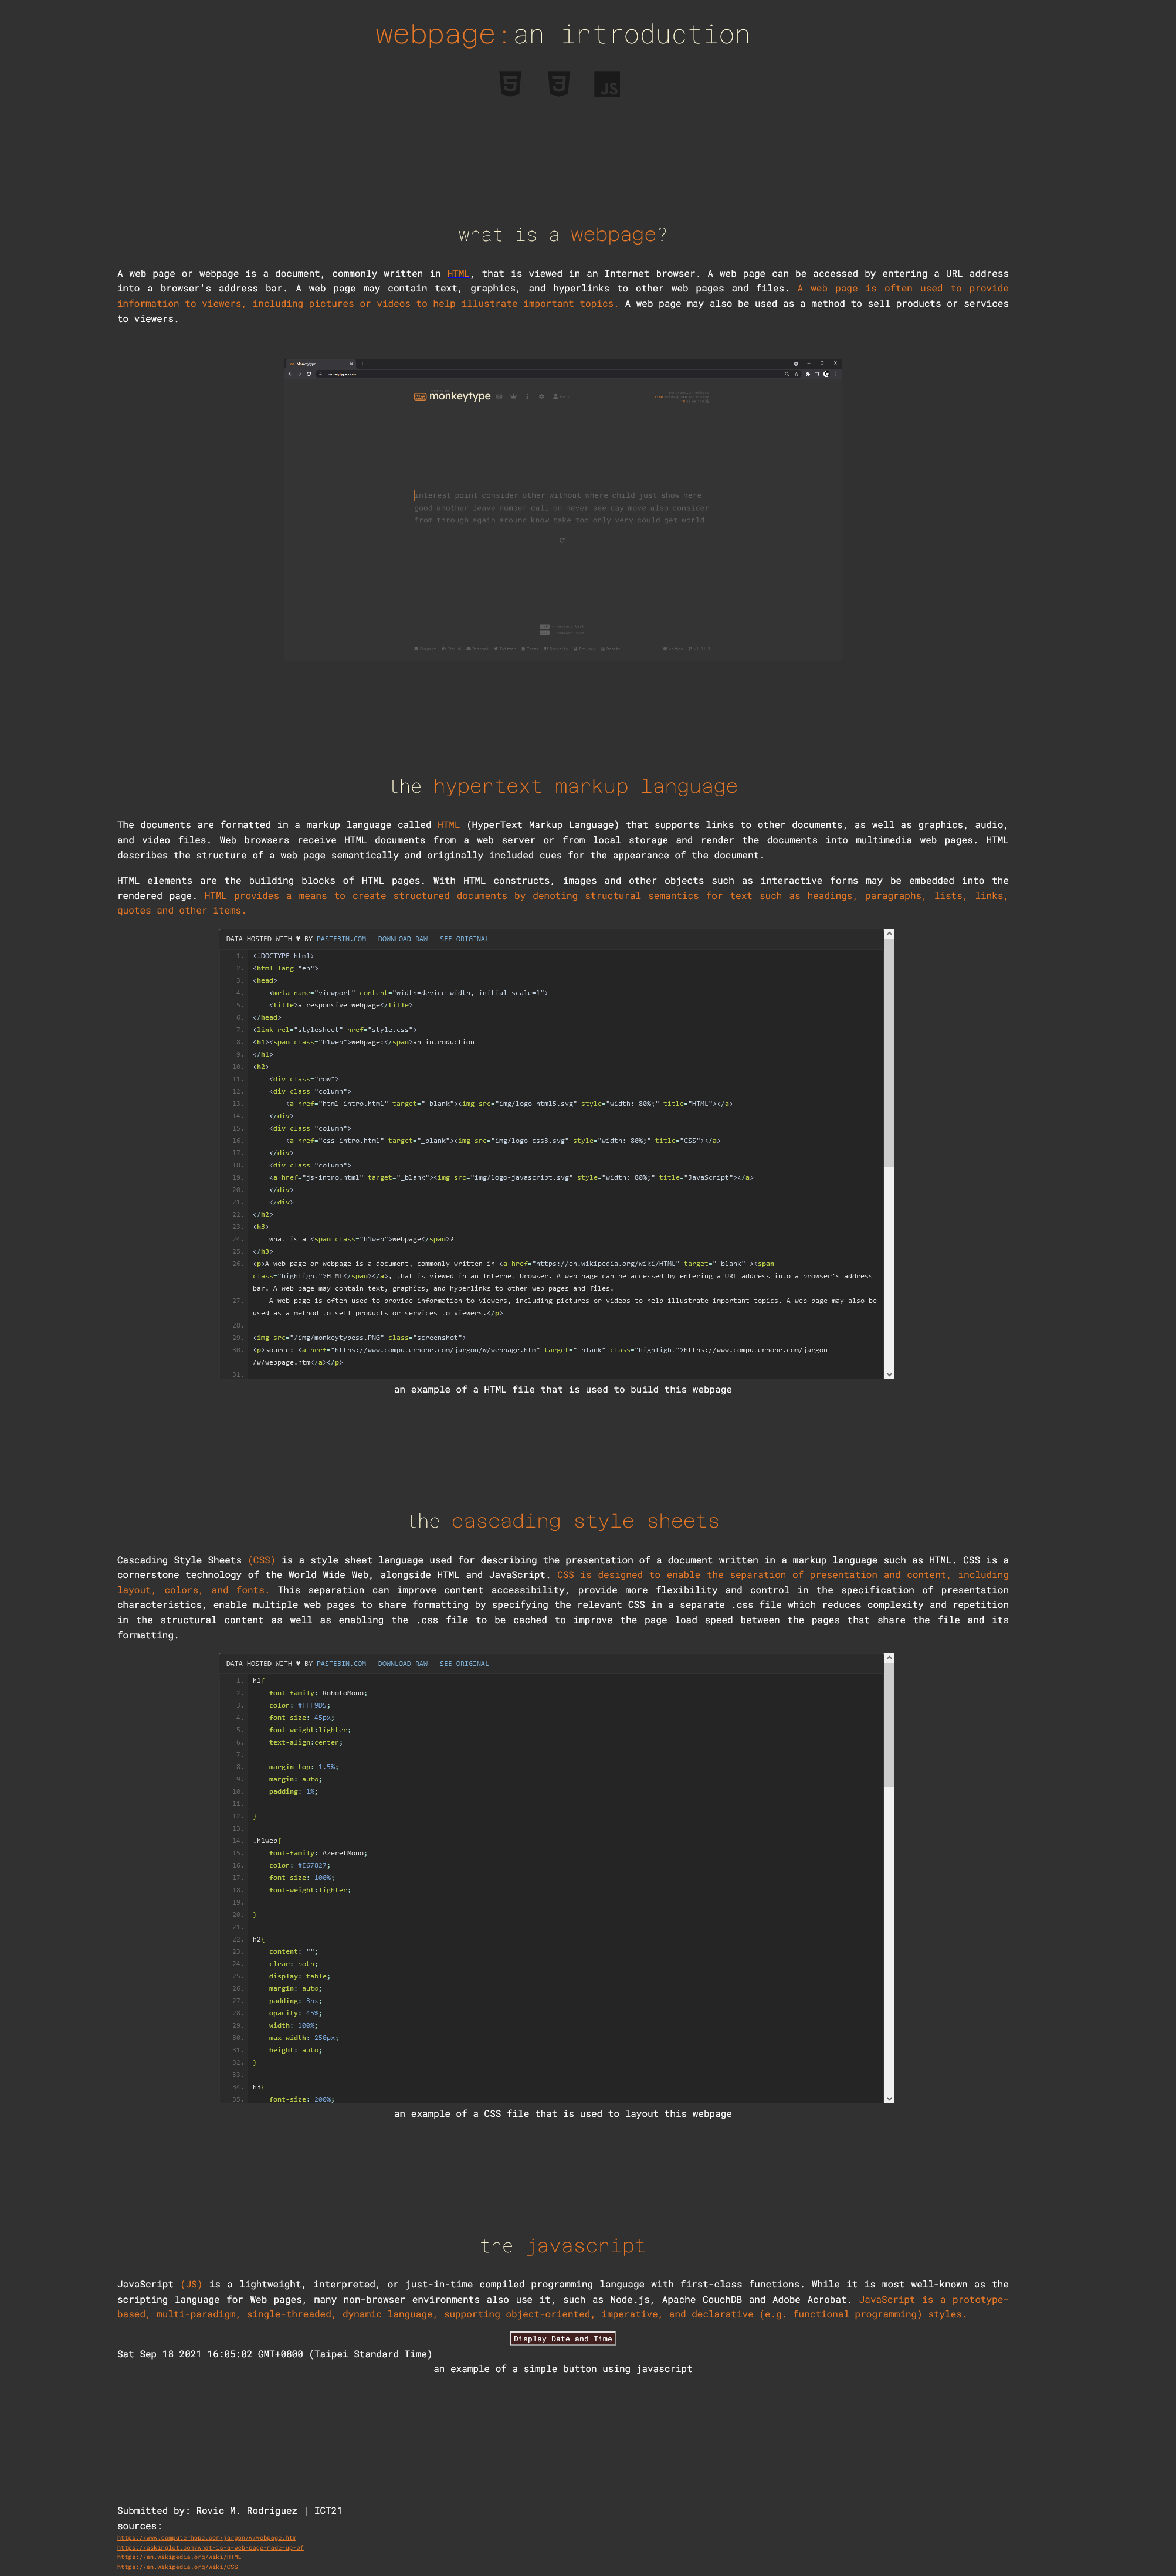 webpage:an introduction
5 3 JS
what is a webpage?
A web page or webpage is a document, commonly written in HTML, that is viewed in an Internet browser. A web page can be accessed by entering a URL address
into a browser's address bar. A web page may contain text, graphics, and hyperlinks to other web pages and files. A web page is often used to provide
information to viewers, including pictures or videos to help illustrate important topics. A web page may also be used as a method to sell products or services
to viewers.
Monkeytype
monkeytype.com
monkeytype
interest point consider other without where child just show here
good another leave number call on never see day move also consider
from through again around know take too only very could get world
the hypertext markup language
The documents are formatted in a markup language called HTML (HyperText Markup Language) that supports links to other documents, as well as graphics, audio,
and video files. Web browsers receive HTML documents from a web server or from local storage and render the documents into multimedia web pages. HTML
describes the structure of a web page semantically and originally included cues for the appearance of the document.
HTML elements are the building blocks of HTML pages. With HTML constructs, images and other objects such as interactive forms may be embedded into the
rendered page. HTML provides a means to create structured documents by denoting structural semantics for text such as headings, paragraphs, lists, links,
quotes and other items.
DATA HOSTED WITH ♥ BY PASTEBIN.COM - DOWNLOAD RAW - SEE ORIGINAL
1. <!DOCTYPE html>
2. <html lang="en">
3. <head>
4. <meta name="viewport" content="width=device-width, initial-scale=1">
5. <title>a responsive webpage</title>
6. </head>
7. <link rel="stylesheet" href="style.css">
8. <h1><span class="h1web">webpage:</span>an introduction
9. </h1>
10. <h2>
11. <div class="row">
12. <div class="column">
13. <a href="html-intro.html" target="_blank"><img src="img/logo-html5.svg" style="width: 80%;" title="HTML"></a>
14. </div>
15. <div class="column">
16. <a href="css-intro.html" target="_blank"><img src="img/logo-css3.svg" style="width: 80%;" title="CSS"></a>
17. </div>
18. <div class="column">
19. <a href="js-intro.html" target="_blank"><img src="img/logo-javascript.svg" style="width: 80%;" title="JavaScript"></a>
20. </div>
21. </div>
22. </h2>
23. <h3>
24. what is a <span class="h1web">webpage</span>?
25. </h3>
26. <p>A web page or webpage is a document, commonly written in <a href="https://en.wikipedia.org/wiki/HTML" target="_blank" ><span
class="highlight">HTML</span></a>, that is viewed in an Internet browser. A web page can be accessed by entering a URL address into a browser's address
bar. A web page may contain text, graphics, and hyperlinks to other web pages and files.
27. A web page is often used to provide information to viewers, including pictures or videos to help illustrate important topics. A web page may also be
used as a method to sell products or services to viewers.</p>
28.
29. <img src="/img/monkeytypess.PNG" class="screenshot">
30. <p>source: <a href="https://www.computerhope.com/jargon/w/webpage.htm" target="_blank" class="highlight">https://www.computerhope.com/jargon
/w/webpage.htm</a></p>
31.
an example of a HTML file that is used to build this webpage
the cascading style sheets
Cascading Style Sheets (CSS) is a style sheet language used for describing the presentation of a document written in a markup language such as HTML. CSS is a
cornerstone technology of the World Wide Web, alongside HTML and JavaScript. CSS is designed to enable the separation of presentation and content, including
layout, colors, and fonts. This separation can improve content accessibility, provide more flexibility and control in the specification of presentation
characteristics, enable multiple web pages to share formatting by specifying the relevant CSS in a separate .css file which reduces complexity and repetition
in the structural content as well as enabling the .css file to be cached to improve the page load speed between the pages that share the file and its
formatting.
DATA HOSTED WITH ♥ BY PASTEBIN.COM - DOWNLOAD RAW - SEE ORIGINAL
1. h1{
2. font-family: RobotoMono;
3. color: #FFF9D5;
4. font-size: 45px;
5. font-weight:lighter;
6. text-align:center;
7.
8. margin-top: 1.5%;
9. margin: auto;
10. padding: 1%;
11.
12. }
13.
14. .h1web{
15. font-family: AzeretMono;
16. color: #E67827;
17. font-size: 100%;
18. font-weight:lighter;
19.
20. }
21.
22. h2{
23. content: "";
24. clear: both;
25. display: table;
26. margin: auto;
27. padding: 3px;
28. opacity: 45%;
29. width: 100%;
30. max-width: 250px;
31. height: auto;
32. }
33.
34. h3{
35. font-size: 200%;
an example of a CSS file that is used to layout this webpage
the javascript
JavaScript (JS) is a lightweight, interpreted, or just-in-time compiled programming language with first-class functions. While it is most well-known as the
scripting language for Web pages, many non-browser environments also use it, such as Node.js, Apache CouchDB and Adobe Acrobat. JavaScript is a prototype-
based, multi-paradigm, single-threaded, dynamic language, supporting object-oriented, imperative, and declarative (e.g. functional programming) styles.
Display Date and Time
Sat Sep 18 2021 16:05:02 GMT+0800 (Taipei Standard Time)
an example of a simple button using javascript
Submitted by: Rovic M. Rodriguez | ICT21
sources:
https://www.computerhope.com/jargon/w/webpage.htm
https://askinglot.com/what-is-a-web-page-made-up-of
https://en.wikipedia.org/wiki/HTML
https://en.wikipedia.org/wiki/CSS